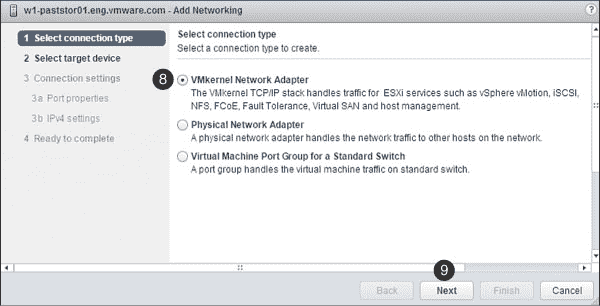 w1-paststor01.eng.vmware.com - Add Networking
1 Select connection type
2 Select target device
3 Connection settings
3a Port properties
3b IPv4 settings
4 Ready to complete
Select connection type
Select a connection type to create.
8
VMkernel Network Adapter
The VMkernel TCP/IP stack handles traffic for ESXi services such as vSphere vMotion, iSCSI,
NFS, FCoE, Fault Tolerance, Virtual SAN and host management.
Physical Network Adapter
A physical network adapter handles the network traffic to other hosts on the network.
Virtual Machine Port Group for a Standard Switch
A port group handles the virtual machine traffic on standard switch.
9
Back Next Finish Cancel